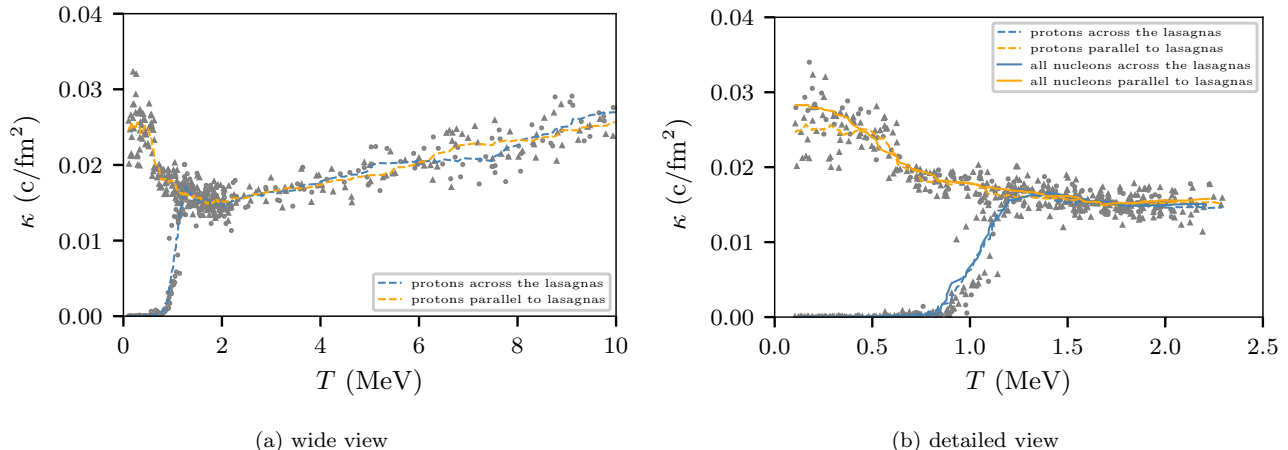 0.04
0.03
0.02
0.01
0.00
κ (c/fm²)
0
2
4
6
8
10
T (MeV)
protons across the lasagnas
protons parallel to lasagnas
(a) wide view
0.04
0.03
0.02
0.01
0.00
κ (c/fm²)
0.0
0.5
1.0
1.5
2.0
2.5
T (MeV)
protons across the lasagnas
protons parallel to lasagnas
all nucleons across the lasagnas
all nucleons parallel to lasagnas
(b) detailed view